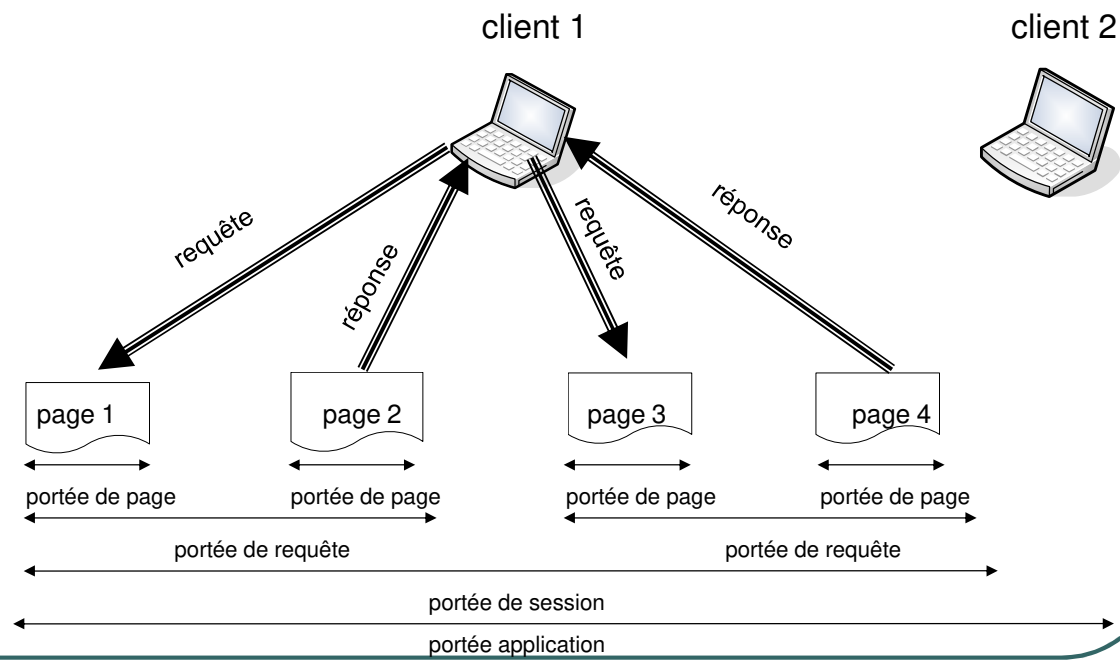 client 1
client 2
requête
réponse
requête
réponse
page 1
page 2
page 3
page 4
portée de page
portée de page
portée de page
portée de page
portée de requête
portée de requête
portée de session
portée application